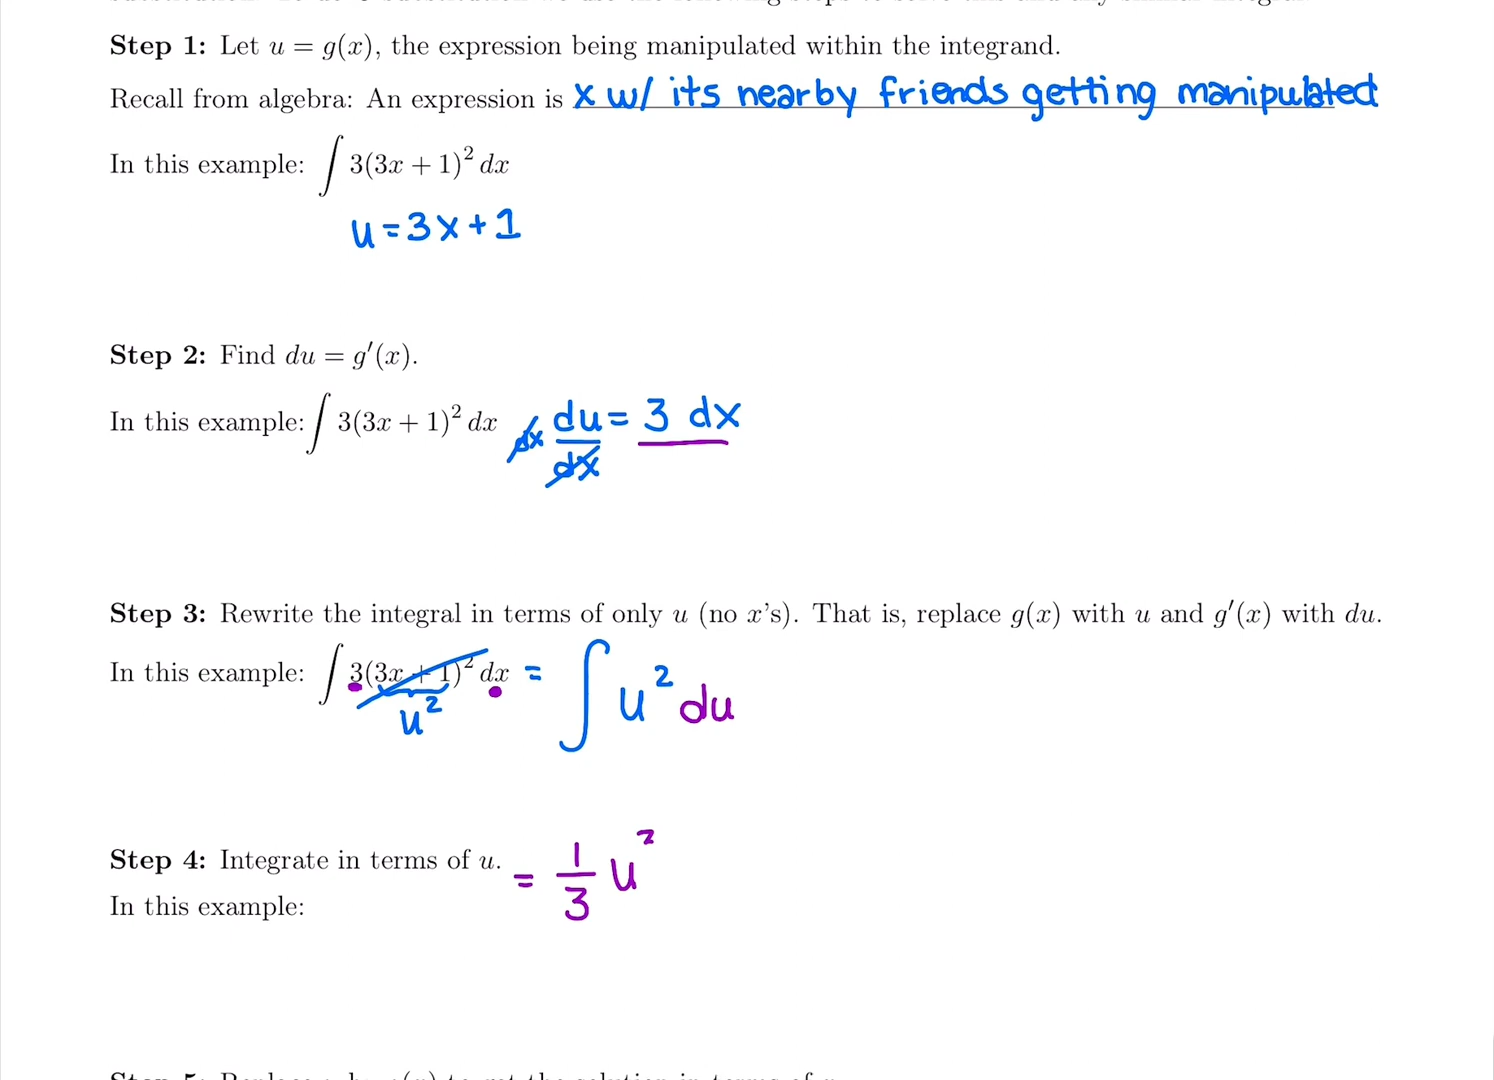 Step 1: Let u = g(x), the expression being manipulated within the integrand.
Recall from algebra: An expression is x w/ its nearby friends getting manipulated
In this example: ∫ 3(3x + 1)² dx
u = 3x + 1
Step 2: Find du = g′(x).
In this example: ∫ 3(3x + 1)² dx dx du/dx = 3 dx
Step 3: Rewrite the integral in terms of only u (no x's). That is, replace g(x) with u and g′(x) with du.
In this example: ∫ 3(3x + 1)² dx = ∫ u² du
u²
Step 4: Integrate in terms of u. = 1/3 u²
In this example: